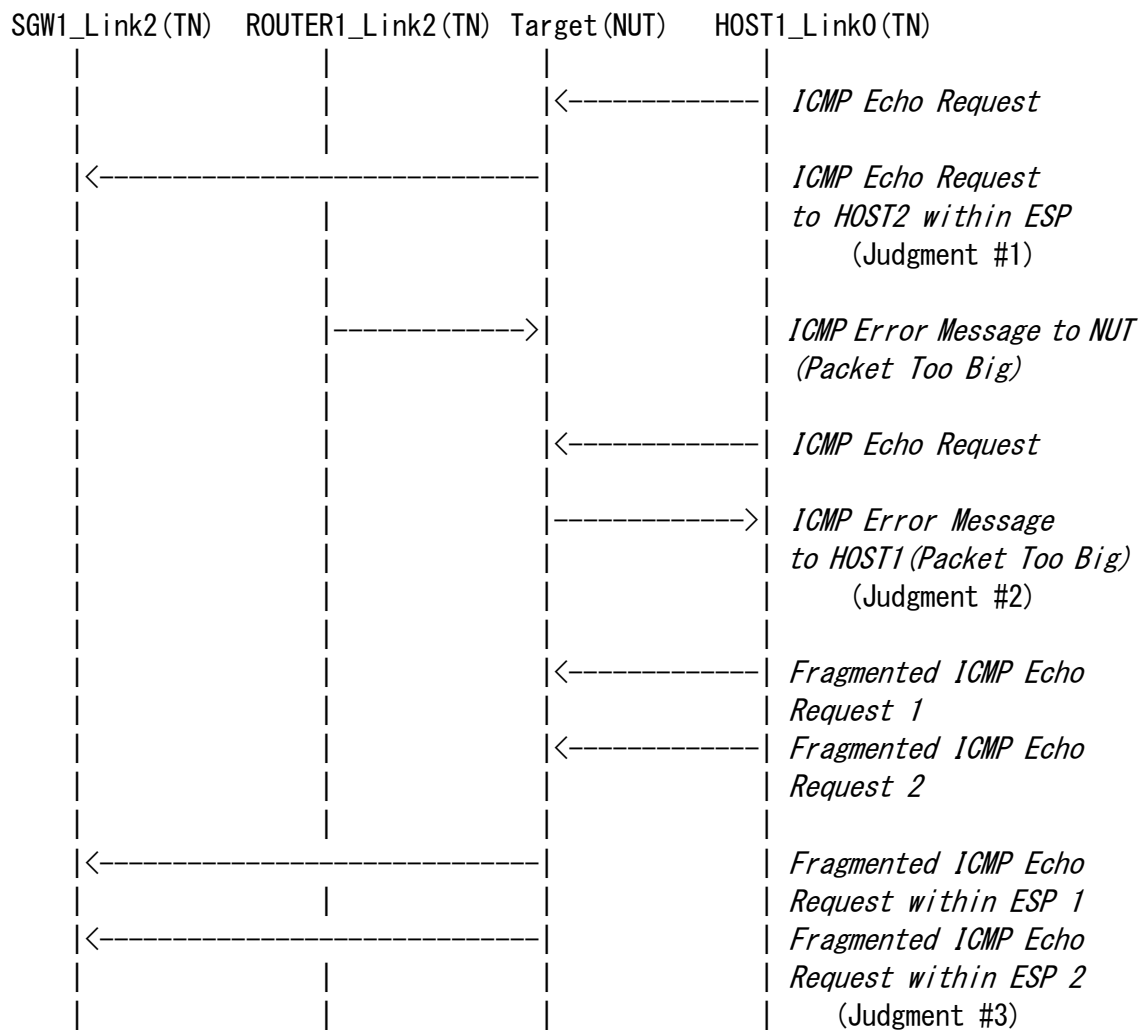 SGW1_Link2(TN) ROUTER1_Link2(TN) Target(NUT) HOST1_Link0(TN)
ICMP Echo Request
ICMP Echo Request
to HOST2 within ESP
(Judgment #1)
ICMP Error Message to NUT
(Packet Too Big)
ICMP Echo Request
ICMP Error Message
to HOST1(Packet Too Big)
(Judgment #2)
Fragmented ICMP Echo
Request 1
Fragmented ICMP Echo
Request 2
Fragmented ICMP Echo
Request within ESP 1
Fragmented ICMP Echo
Request within ESP 2
(Judgment #3)